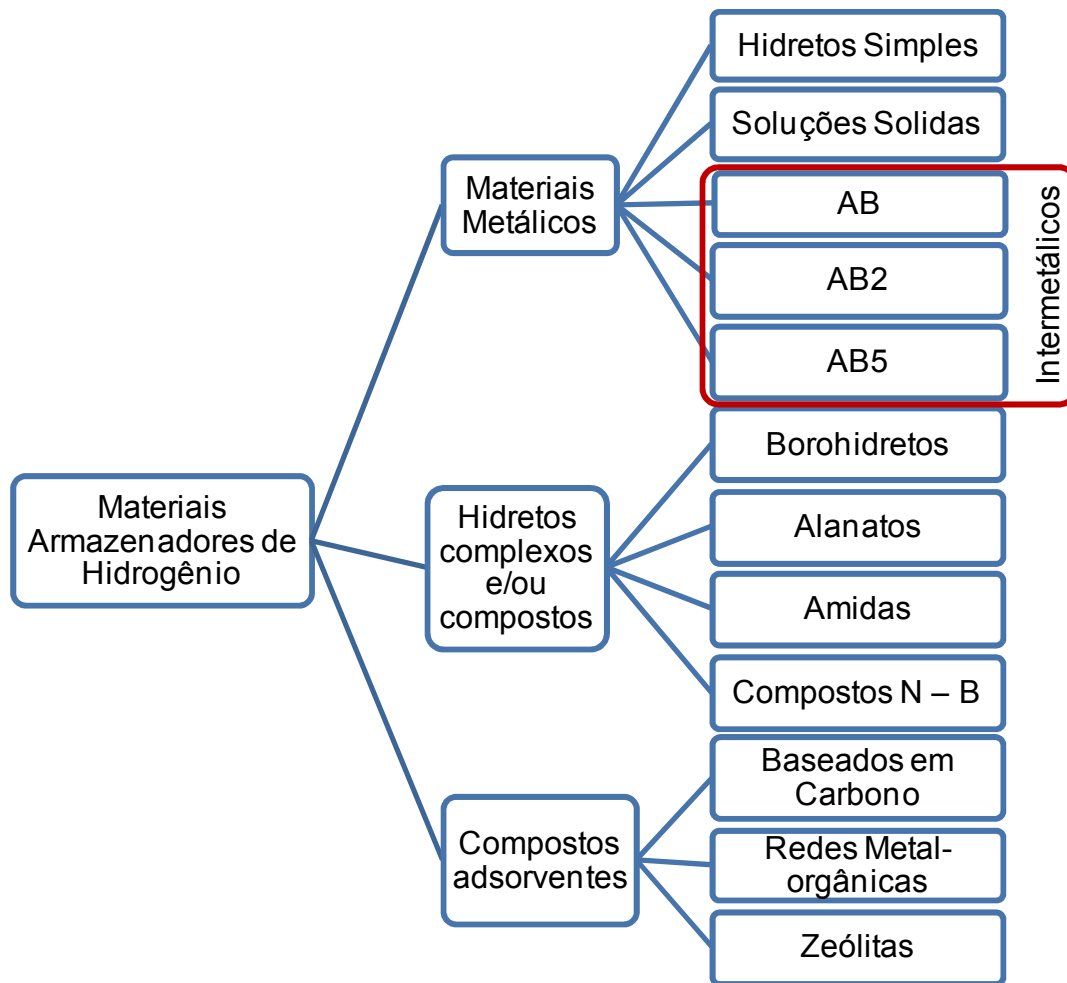 Materiais
Armazenadores de
Hidrogênio
Materiais
Metálicos
Hidretos Simples
Soluções Solidas
AB
AB2
AB5
Intermetálicos
Hidretos
complexos
e/ou
compostos
Borohidretos
Alanatos
Amidas
Compostos N – B
Compostos
adsorventes
Baseados em
Carbono
Redes Metal-
orgânicas
Zeólitas